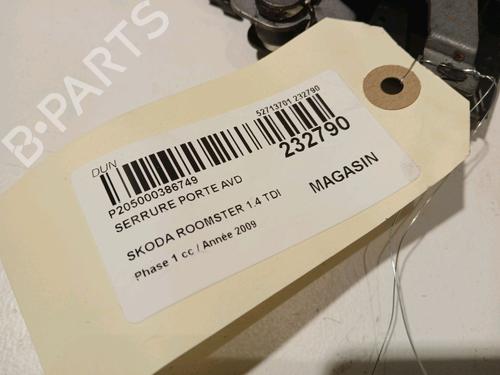 B-PARTS
DUN
52713701 232790
P205000386749
232790
SERRURE PORTE AVD
MAGASIN
SKODA ROOMSTER 1.4 TDI
Phase 1 cc / Année 2009